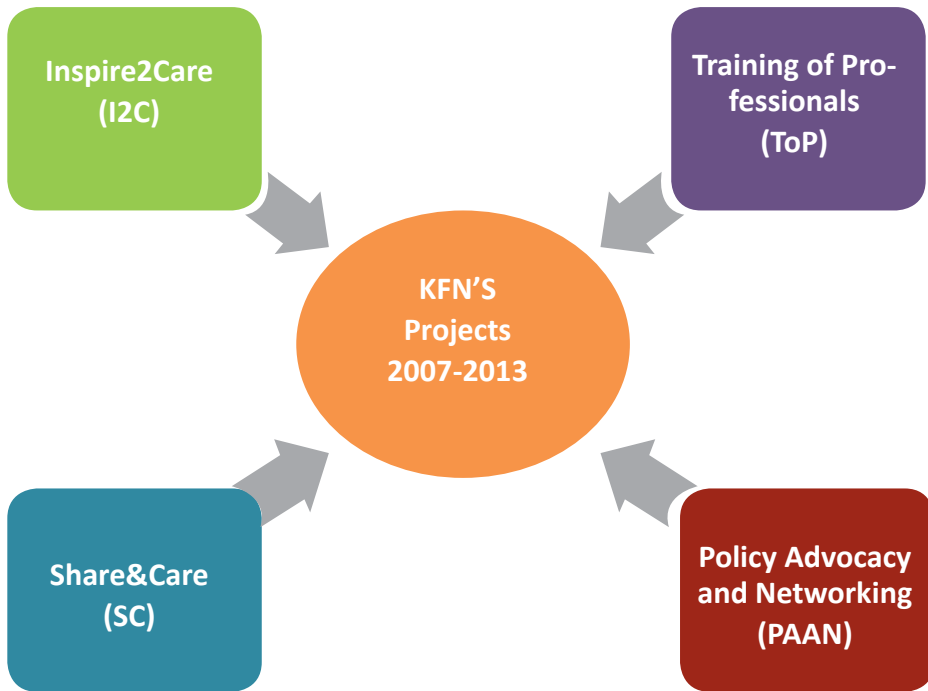 Inspire2Care
(I2C)
Training of Pro-
fessionals
(ToP)
KFN’S
Projects
2007-2013
Share&Care
(SC)
Policy Advocacy
and Networking
(PAAN)